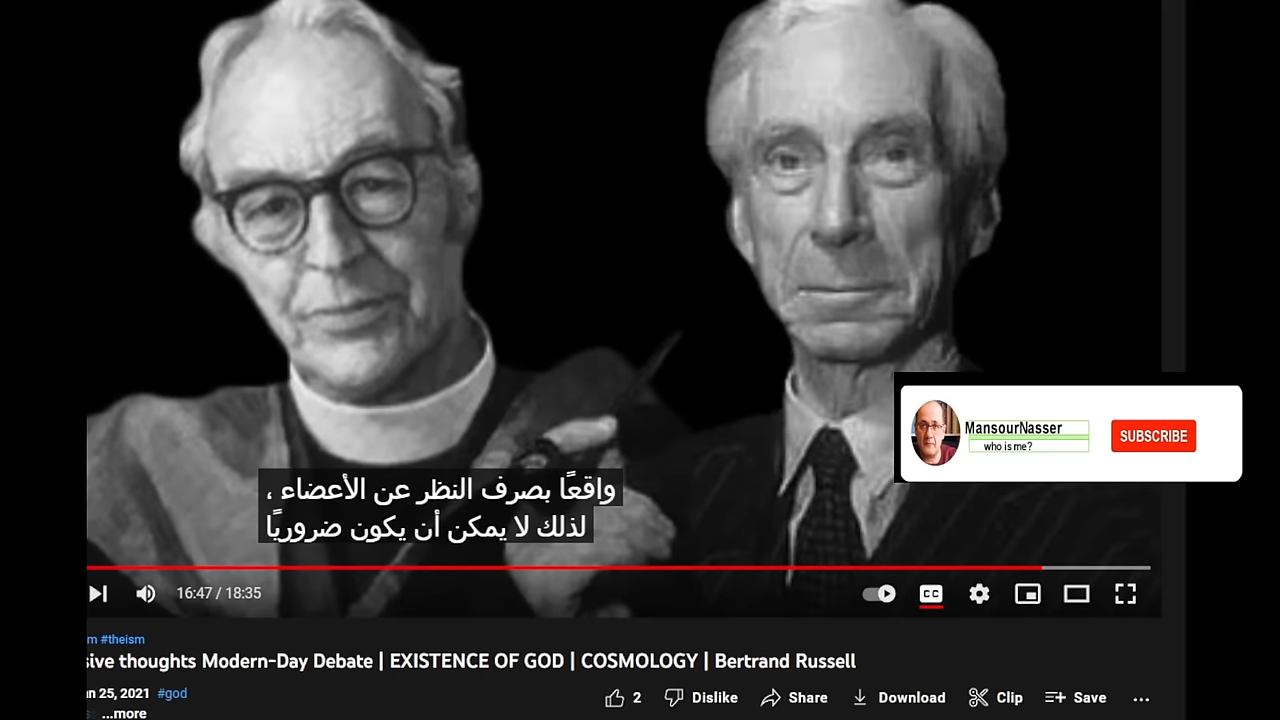 واقعًا بصرف النظر عن الأعضاء ،
لذلك لا يمكن أن يكون ضروريًا
MansourNasser
who is me?
SUBSCRIBE
16:47 / 18:35
CC
m #theism
sive thoughts Modern-Day Debate | EXISTENCE OF GOD | COSMOLOGY | Bertrand Russell
an 25, 2021 #god
2 Dislike Share Download Clip Save ...
...more